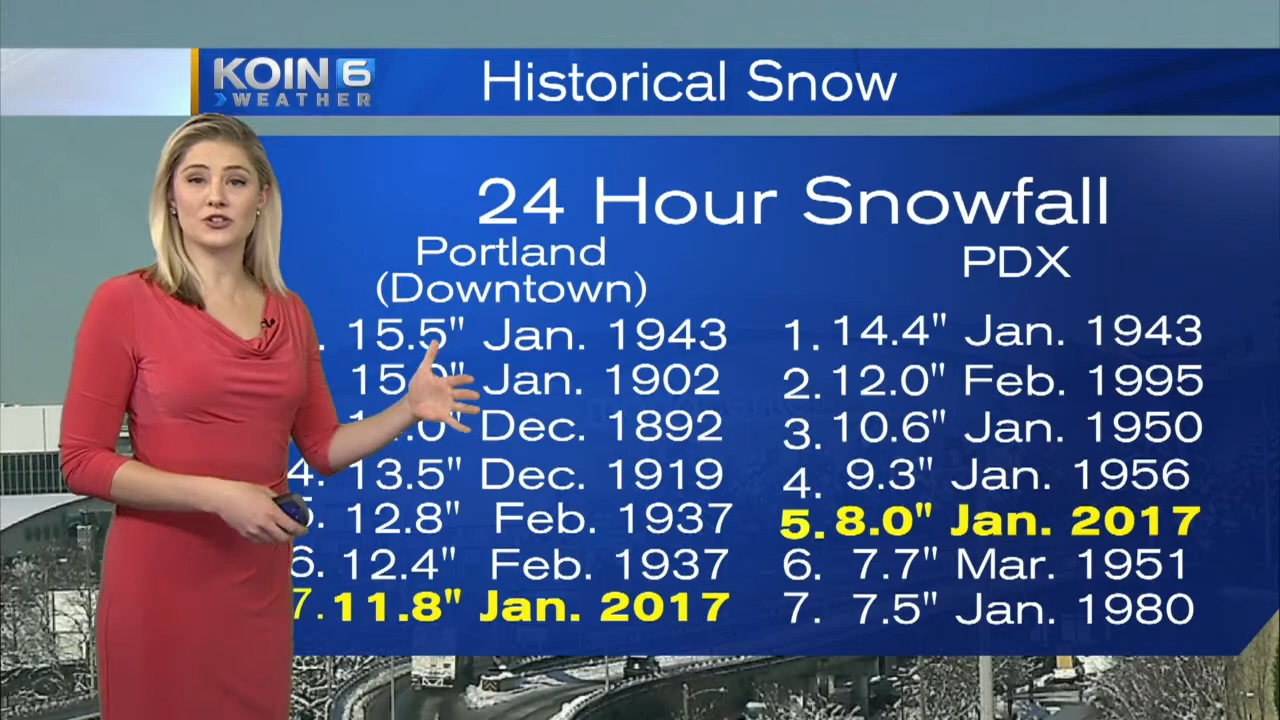 KOIN 6
WEATHER
Historical Snow
24 Hour Snowfall
Portland
(Downtown)
. 15.5" Jan. 1943
Jan. 1902
Dec. 1892
4. 13.5" Dec. 1919
12.8" Feb. 1937
6. 12.4" Feb. 1937
7. 11.8" Jan. 2017
PDX
1. 14.4" Jan. 1943
2. 12.0" Feb. 1995
3. 10.6" Jan. 1950
4. 9.3" Jan. 1956
5. 8.0" Jan. 2017
6. 7.7" Mar. 1951
7. 7.5" Jan. 1980